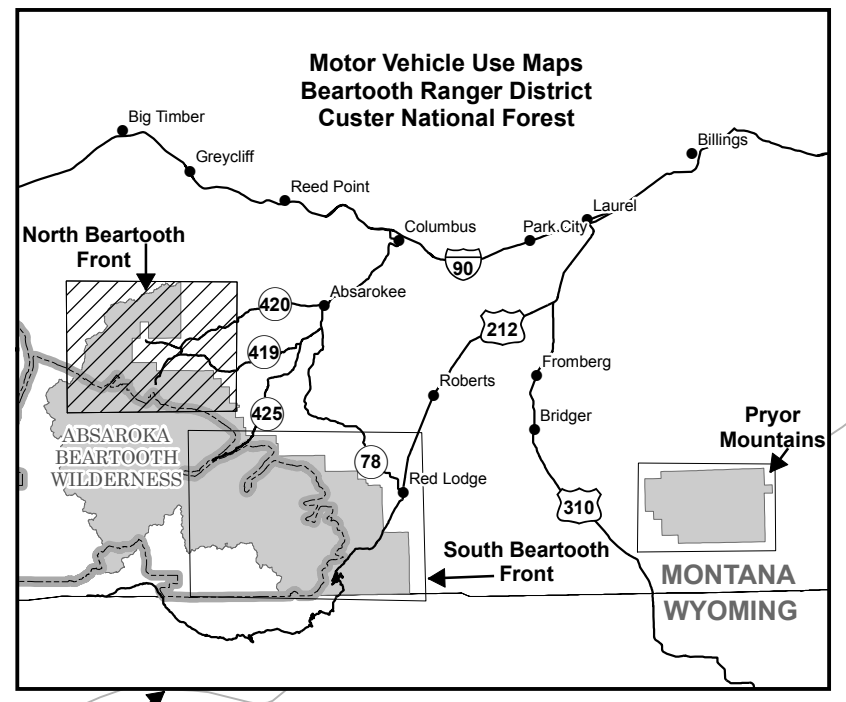 Motor Vehicle Use Maps
Beartooth Ranger District
Custer National Forest
Big Timber
Billings
Greycliff
Reed Point
Laurel
Columbus
Park City
North Beartooth
Front
90
Absarokee
420
212
419
Fromberg
Roberts
425
Bridger
Pryor
Mountains
ABSAROKA
BEARTOOTH
WILDERNESS
78
Red Lodge
310
South Beartooth
Front
MONTANA
WYOMING